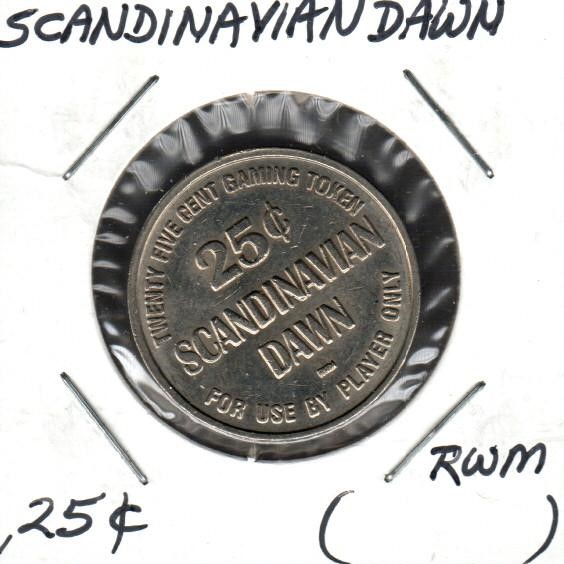 SCANDINAVIAN DAWN
TWENTY FIVE CENT GAMING TOKEN
25¢
SCANDINAVIAN
DAWN
FOR USE BY PLAYER ONLY
RWM
.25¢
( )